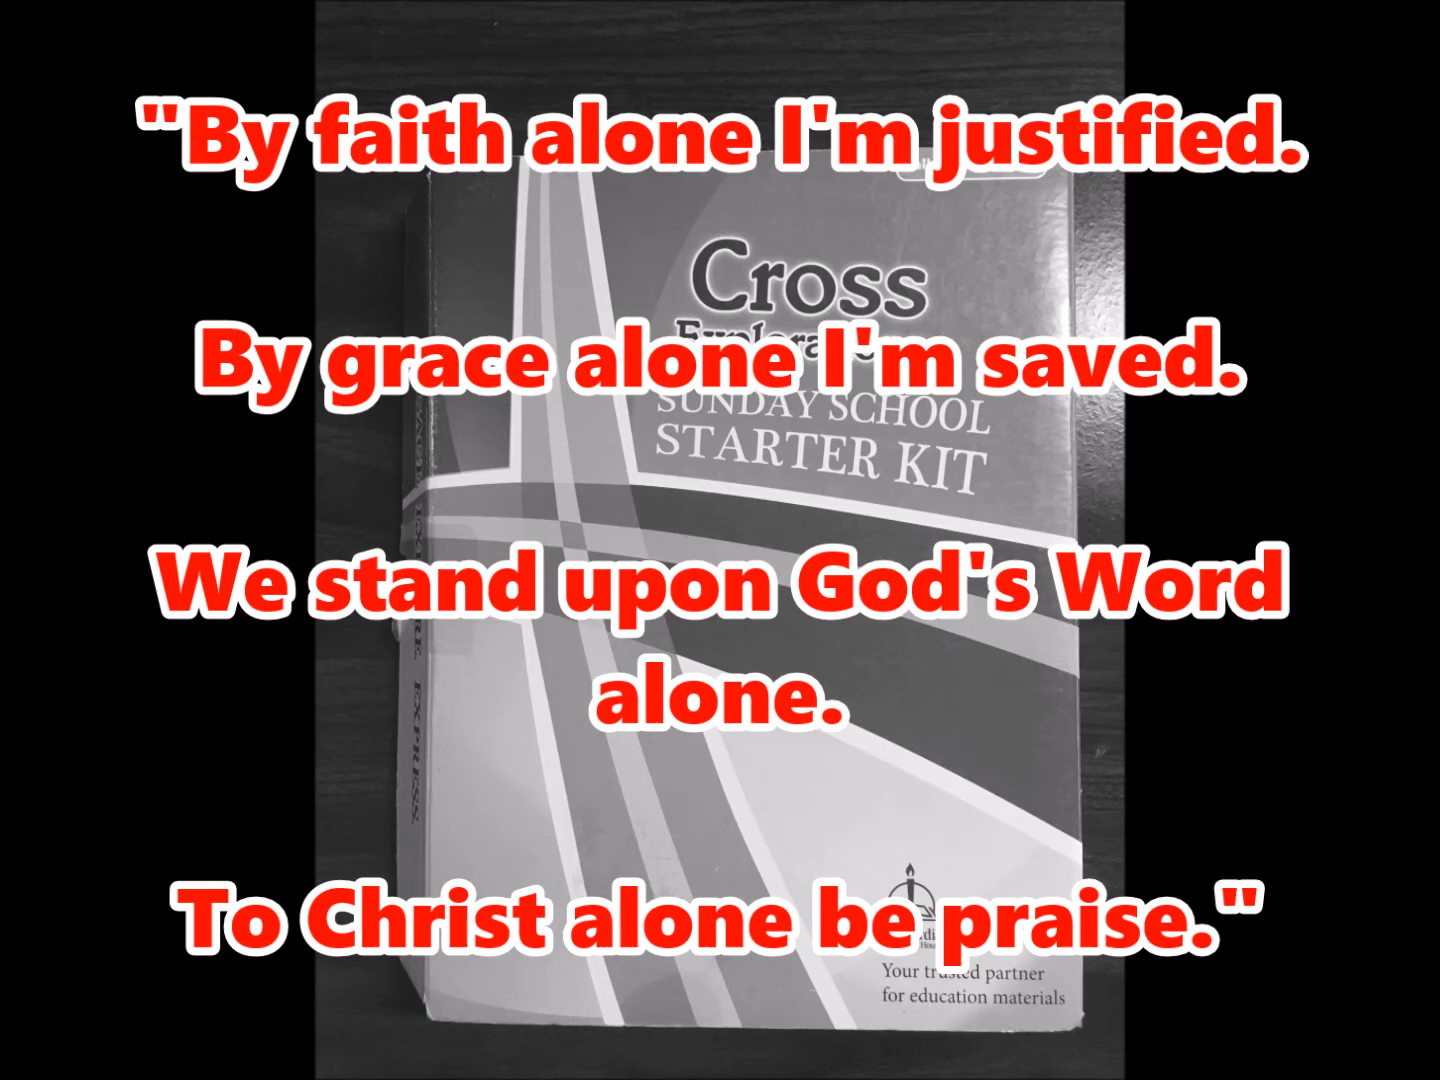 "By faith alone I'm justified.
Cross
By grace alone I'm saved.
SUNDAY SCHOOL
STARTER KIT
We stand upon God's Word
alone.
EXPRESS
To Christ alone be praise."
Your trusted partner
for education materials